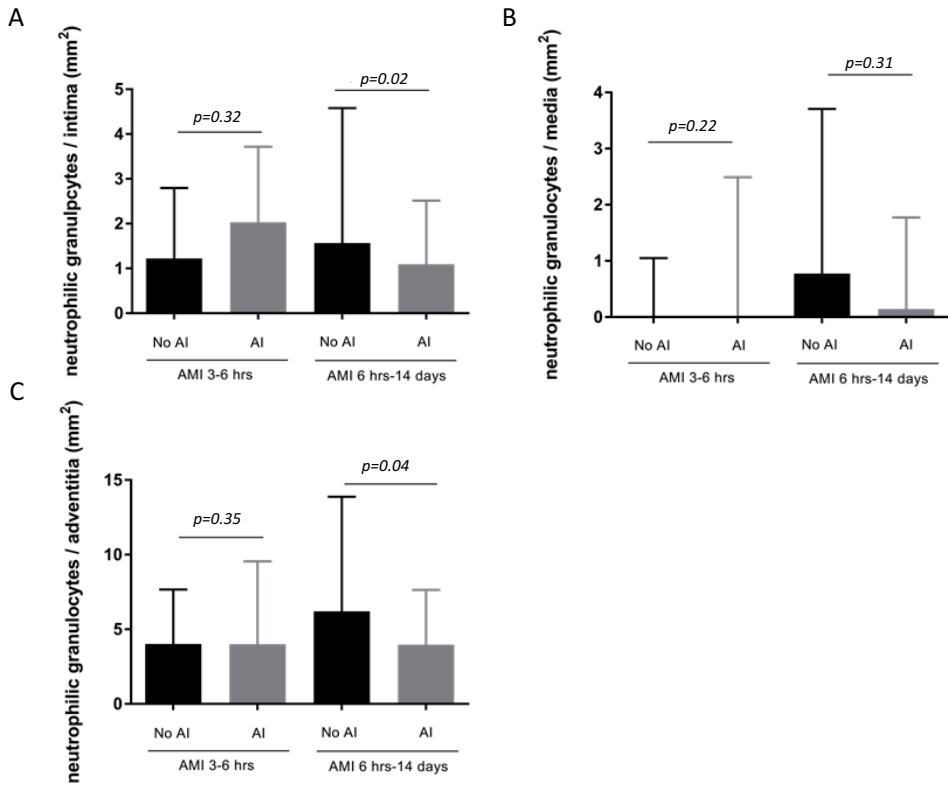 A
neutrophilic granulpcytes / intima (mm²)
5
4
3
2
1
0
p=0.32
p=0.02
No AI AI No AI AI
AMI 3-6 hrs AMI 6 hrs-14 days
B
neutrophilic granulocytes / media (mm²)
4
3
2
1
0
p=0.22
p=0.31
No AI AI No AI AI
AMI 3-6 hrs AMI 6 hrs-14 days
C
neutrophilic granulocytes / adventitia (mm²)
15
10
5
0
p=0.35
p=0.04
No AI AI No AI AI
AMI 3-6 hrs AMI 6 hrs-14 days